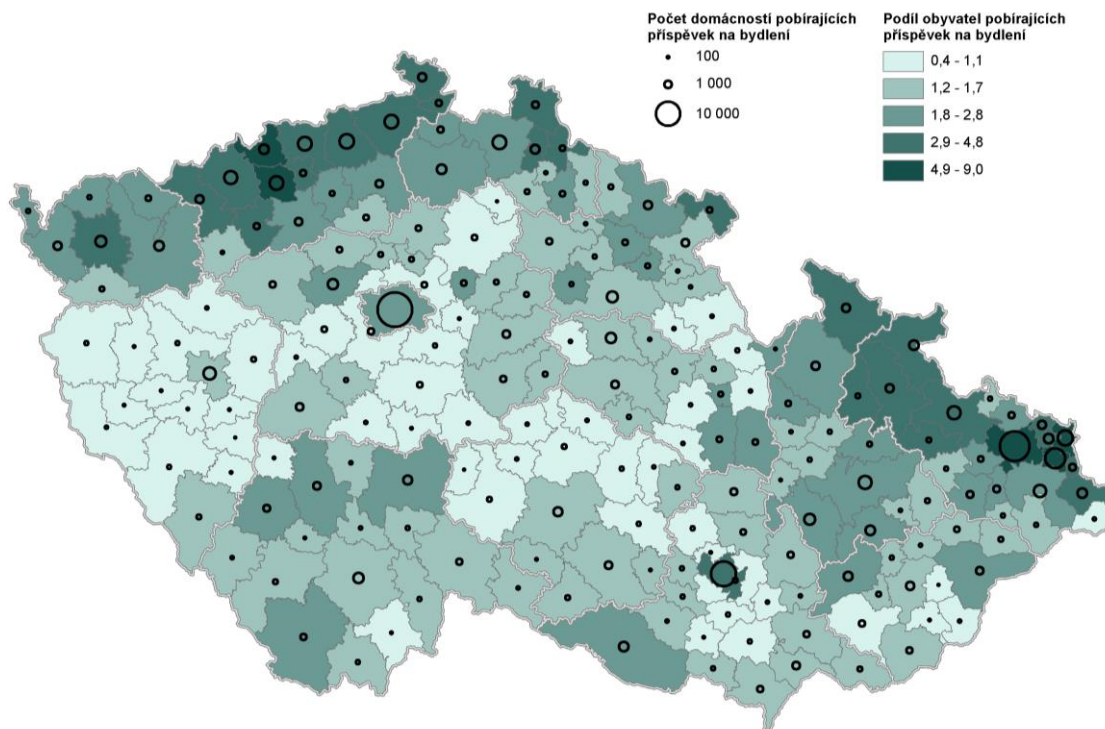 Počet domácností pobírajících
příspěvek na bydlení
100
1 000
10 000
Podíl obyvatel pobírajících
příspěvek na bydlení
0,4 - 1,1
1,2 - 1,7
1,8 - 2,8
2,9 - 4,8
4,9 - 9,0